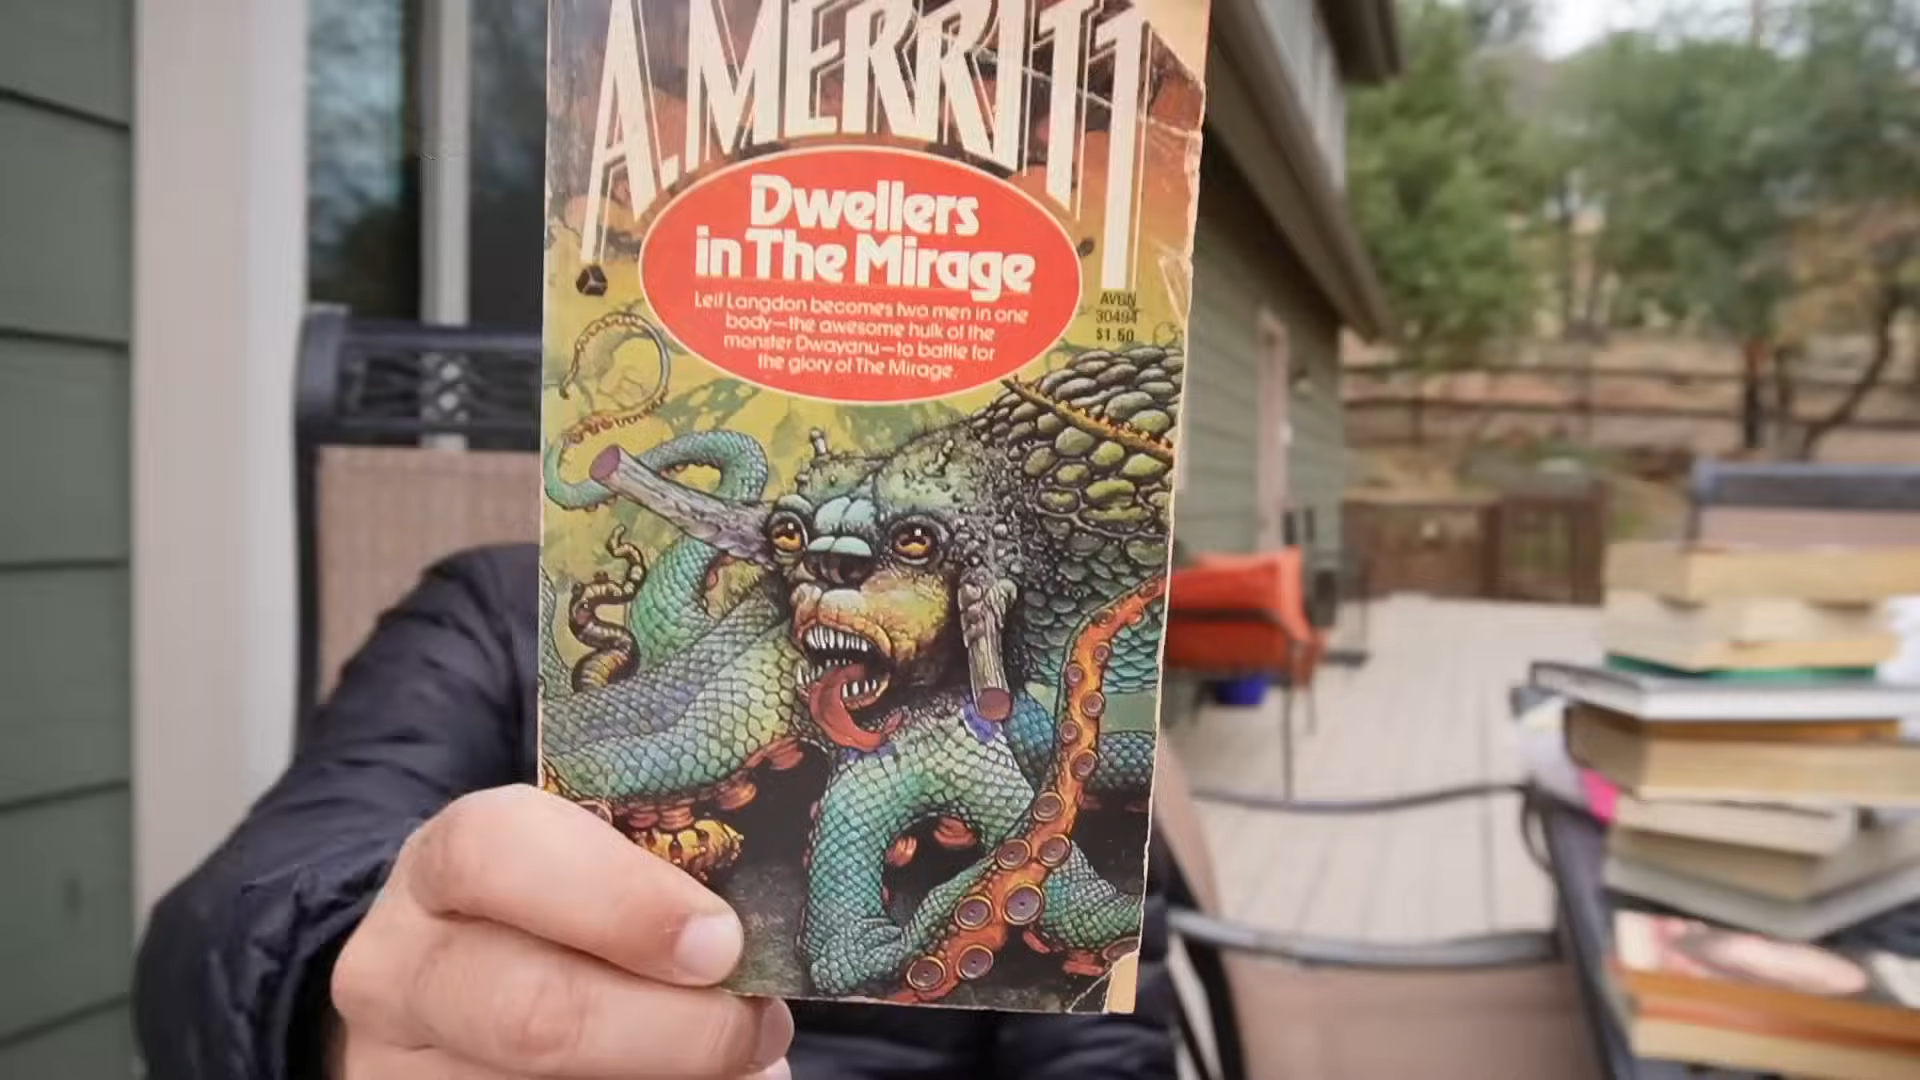 A. MERRITT
Dwellers
in The Mirage
Leif Langdon becomes two men in one
body—the awesome hulk of the
monster Dwayanu—to battle for
the glory of The Mirage.
AVON
30494
$1.50